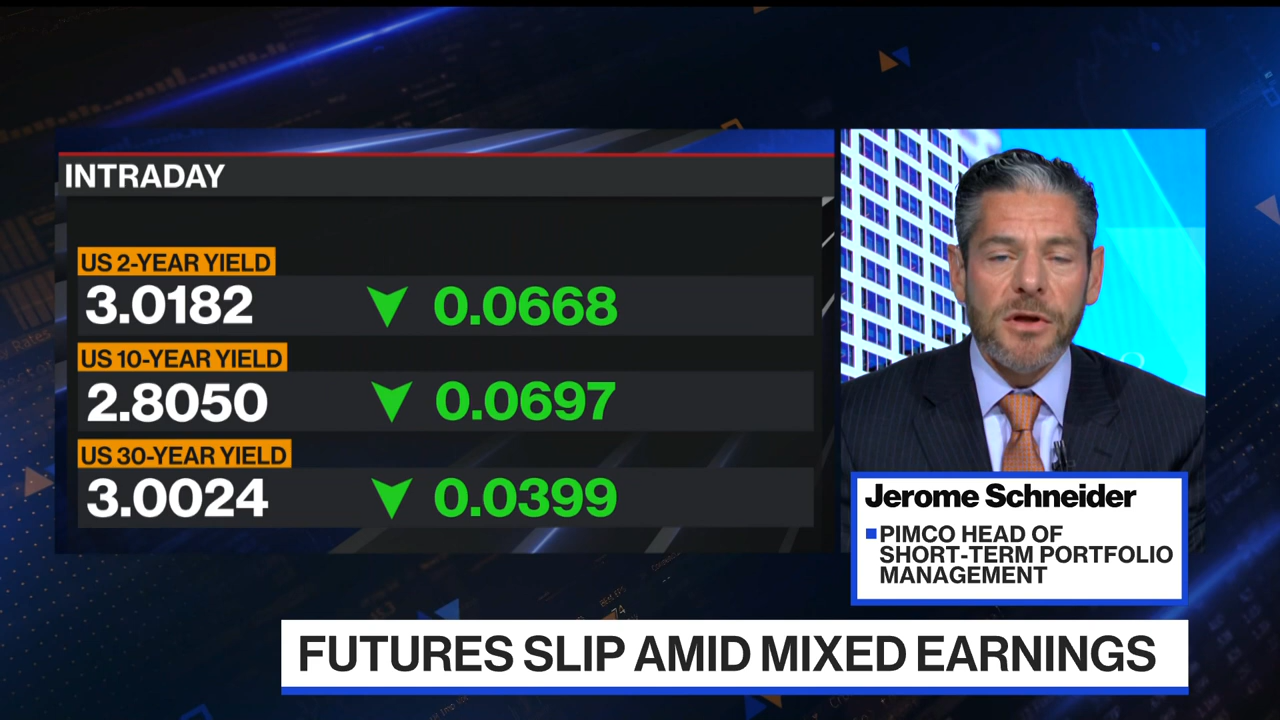 INTRADAY
US 2-YEAR YIELD
3.0182 ▼ 0.0668
US 10-YEAR YIELD
2.8050 ▼ 0.0697
US 30-YEAR YIELD
3.0024 ▼ 0.0399
Jerome Schneider
PIMCO HEAD OF
SHORT-TERM PORTFOLIO
MANAGEMENT
FUTURES SLIP AMID MIXED EARNINGS